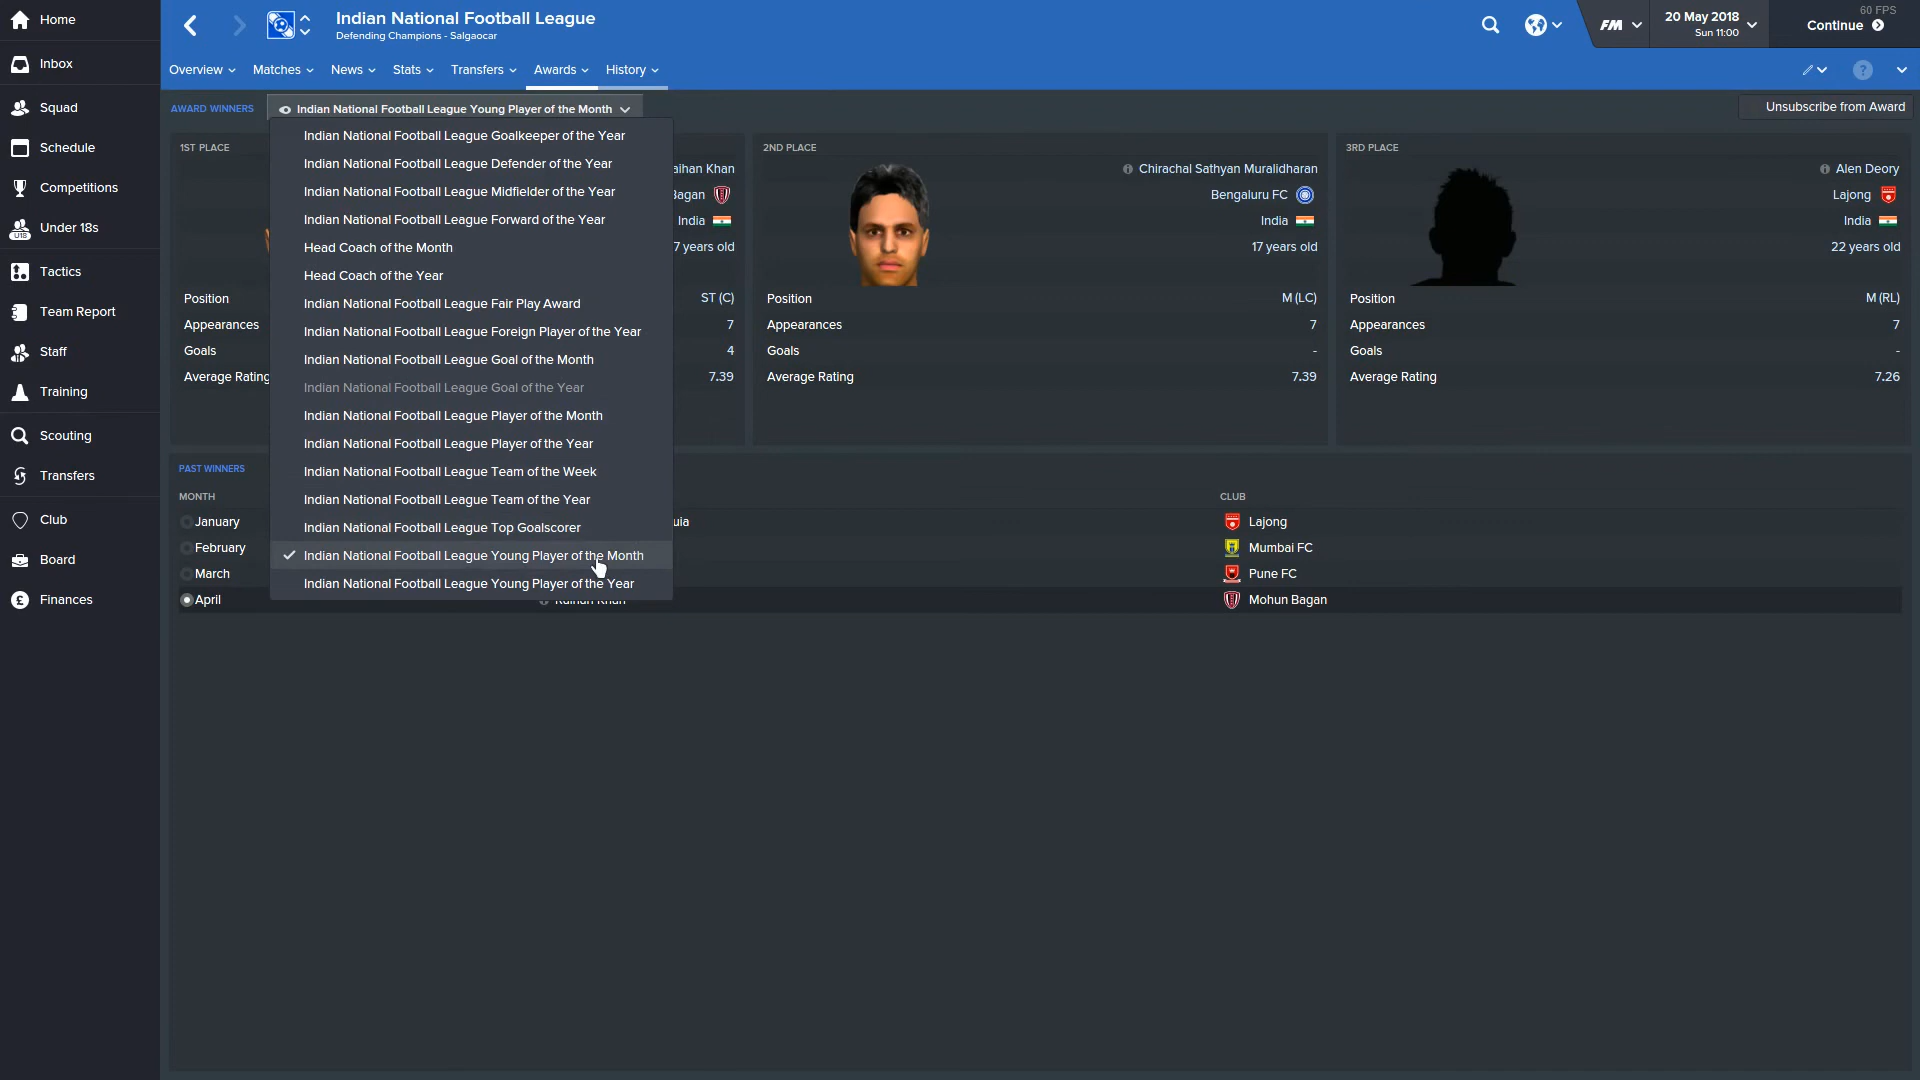 Home
Inbox
Squad
Schedule
Competitions
U18
Under 18s
Tactics
Team Report
Staff
Training
Scouting
Transfers
Club
Board
Finances
Indian National Football League
Defending Champions - Salgaocar
FM
20 May 2018
Sun 11:00
60 FPS
Continue
Overview
Matches
News
Stats
Transfers
Awards
History
?
AWARD WINNERS
Indian National Football League Young Player of the Month
Unsubscribe from Award
Indian National Football League Goalkeeper of the Year
Indian National Football League Defender of the Year
Indian National Football League Midfielder of the Year
Indian National Football League Forward of the Year
Head Coach of the Month
Head Coach of the Year
Indian National Football League Fair Play Award
Indian National Football League Foreign Player of the Year
Indian National Football League Goal of the Month
Indian National Football League Goal of the Year
Indian National Football League Player of the Month
Indian National Football League Player of the Year
Indian National Football League Team of the Week
Indian National Football League Team of the Year
Indian National Football League Top Goalscorer
Indian National Football League Young Player of the Month
Indian National Football League Young Player of the Year
1ST PLACE
aihan Khan
Bagan
India
7 years old
Position ST (C)
Appearances 7
Goals 4
Average Rating 7.39
2ND PLACE
Chirachal Sathyan Muralidharan
Bengaluru FC
India
17 years old
Position M (LC)
Appearances 7
Goals -
Average Rating 7.39
3RD PLACE
Alen Deory
Lajong
India
22 years old
Position M (RL)
Appearances 7
Goals -
Average Rating 7.26
PAST WINNERS
MONTH CLUB
January uia Lajong
February Mumbai FC
March Pune FC
April Raihan Khan Mohun Bagan